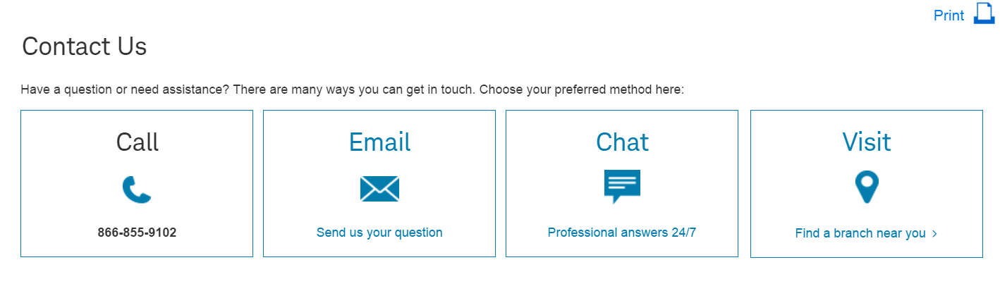 Print
Contact Us
Have a question or need assistance? There are many ways you can get in touch. Choose your preferred method here:
Call
866-855-9102
Email
Send us your question
Chat
Professional answers 24/7
Visit
Find a branch near you >